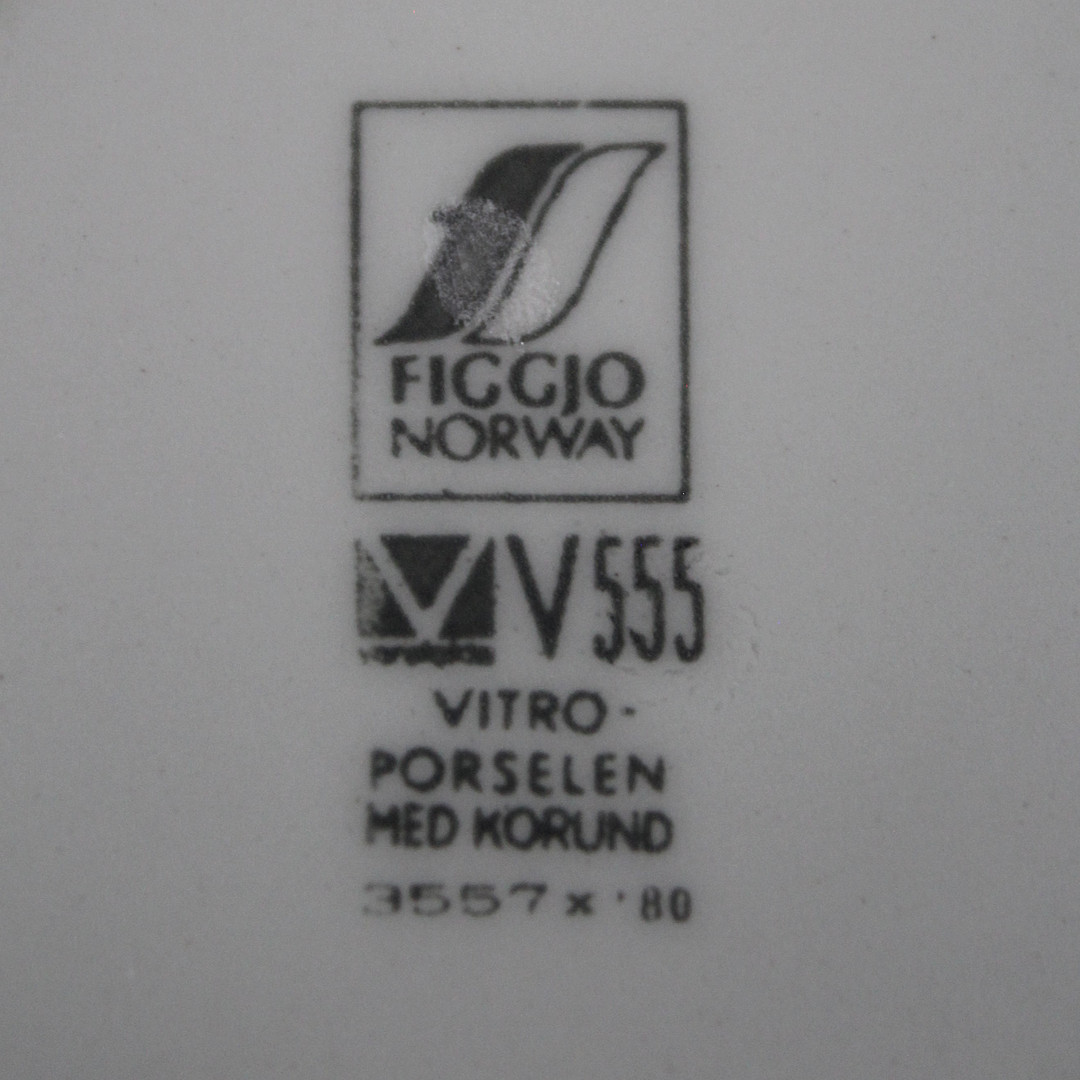 FIGGJO
NORWAY
V V555
VITRO-
PORSELEN
MED KORUND
3557 x '80